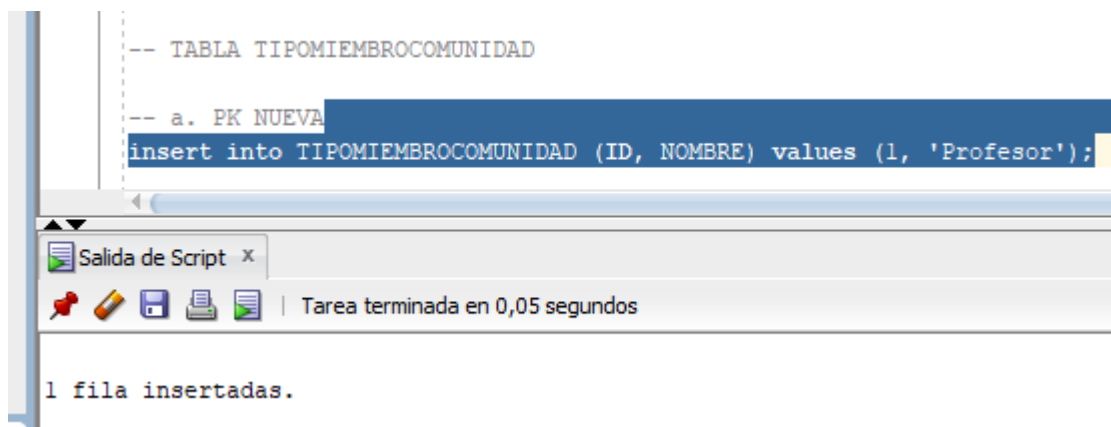 -- TABLA TIPOMIEMBROCOMUNIDAD
-- a. PK NUEVA
insert into TIPOMIEMBROCOMUNIDAD (ID, NOMBRE) values (1, 'Profesor');
Salida de Script x
Tarea terminada en 0,05 segundos
1 fila insertadas.